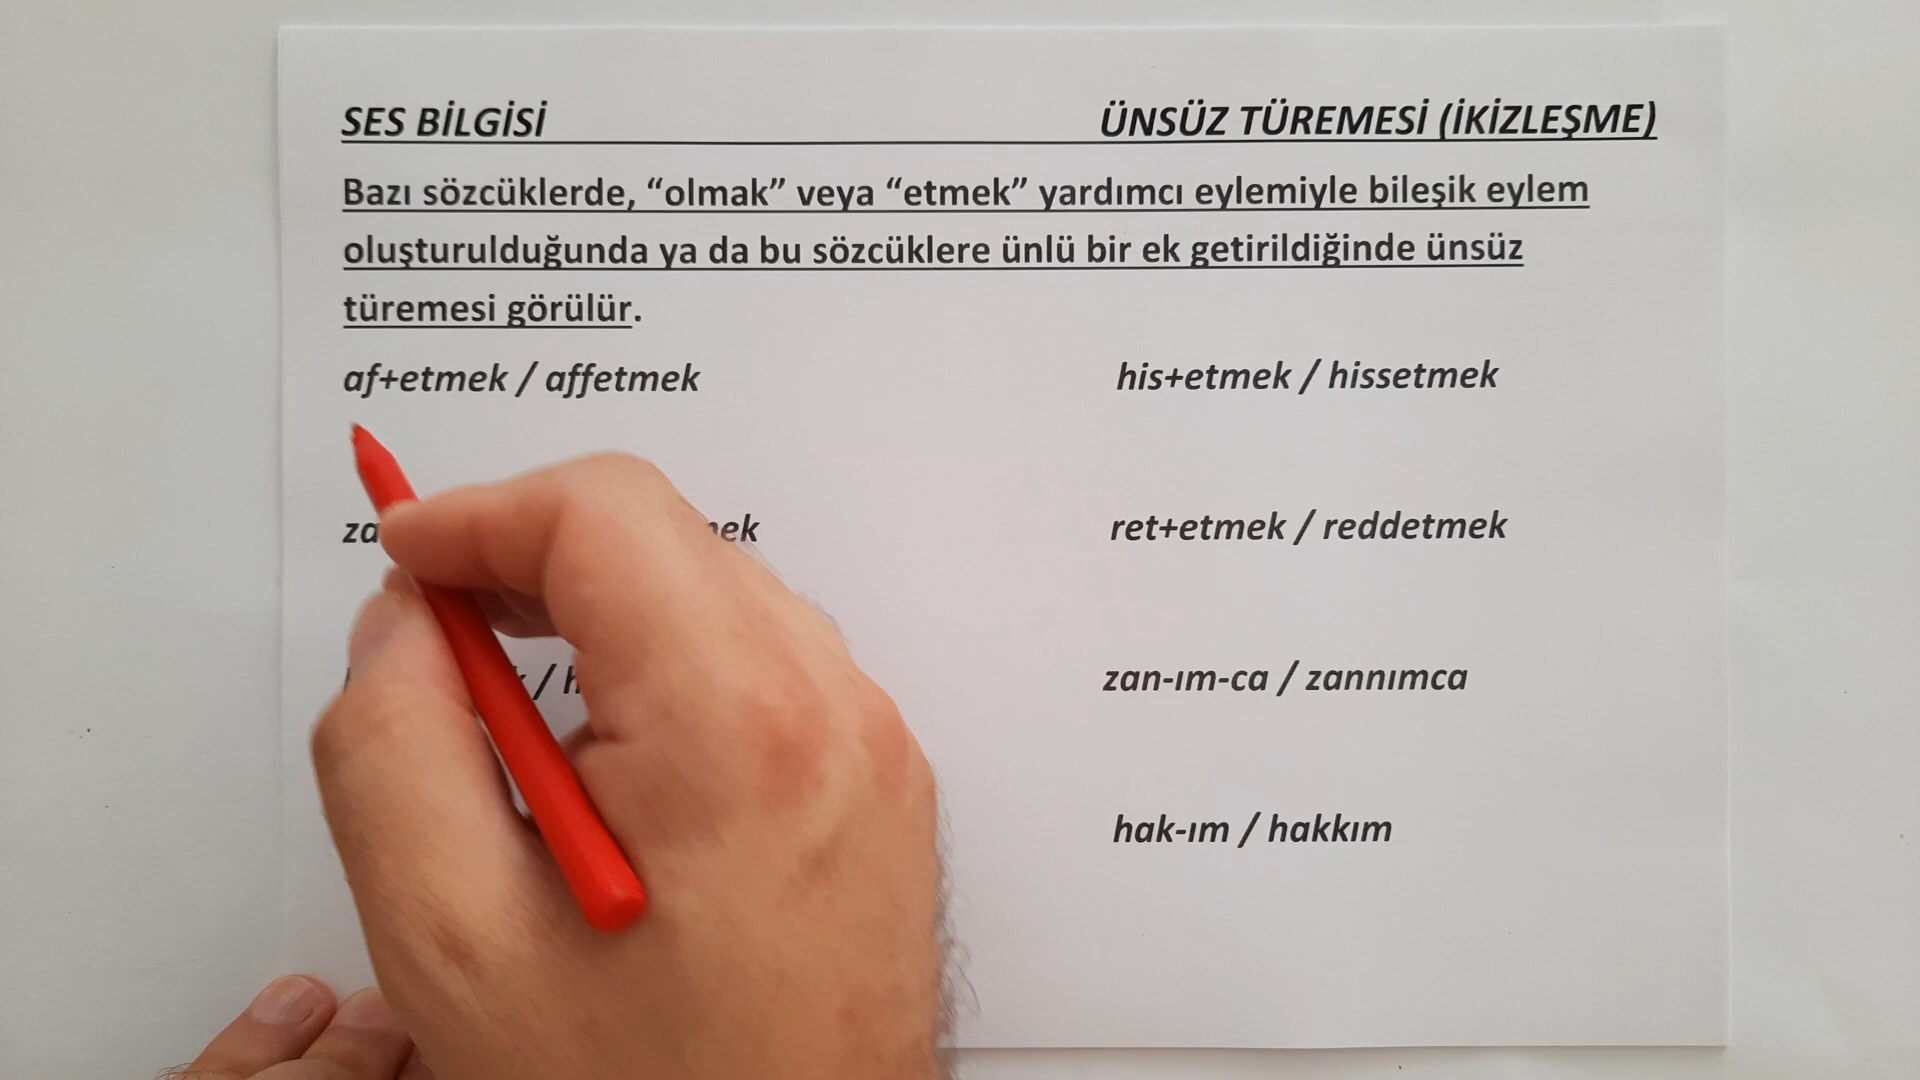 SES BİLGİSİ ÜNSÜZ TÜREMESİ (İKİZLEŞME)
Bazı sözcüklerde, “olmak” veya “etmek” yardımcı eylemiyle bileşik eylem
oluşturulduğunda ya da bu sözcüklere ünlü bir ek getirildiğinde ünsüz
türemesi görülür.
af+etmek / affetmek his+etmek / hissetmek
ret+etmek / reddetmek
zan-ım-ca / zannımca
hak-ım / hakkım